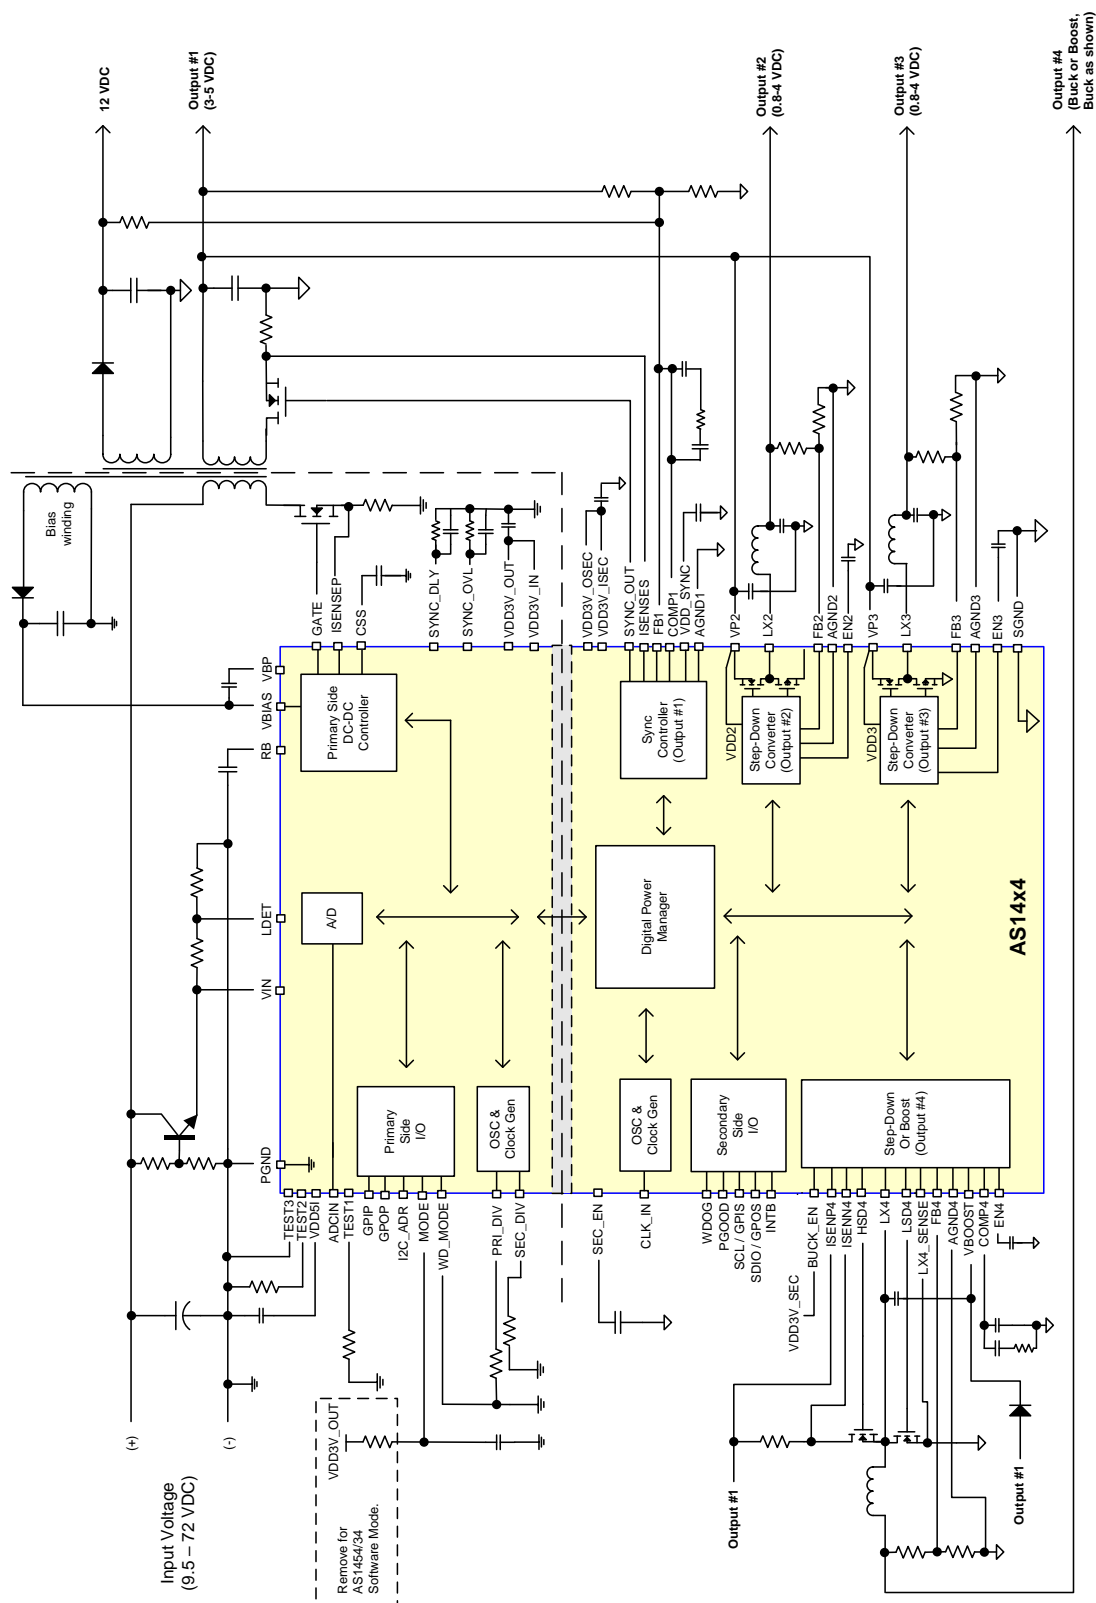 12 VDC
Output #1
(3-5 VDC)
Output #2
(0.8-4 VDC)
Output #3
(0.8-4 VDC)
Output #4
(Buck or Boost,
Buck as shown)
Bias
winding
GATE
ISENSEP
CSS
SYNC_DLY
SYNC_OVL
VDD3V_OUT
VDD3V_IN
VDD3V_OSEC
VDD3V_ISEC
SYNC_OUT
ISENSES
FB1
COMP1
VDD_SYNC
AGND1
VP2
LX2
FB2
AGND2
EN2
VP3
LX3
FB3
AGND3
EN3
SGND
VBP
VBIAS
RB
LDET
VIN
PGND
Primary Side
DC-DC
Controller
Sync
Controller
(Output #1)
VDD2
Step-Down
Converter
(Output #2)
VDD3
Step-Down
Converter
(Output #3)
A/D
Digital Power
Manager
AS14x4
Primary
Side
I/O
OSC &
Clock Gen
OSC &
Clock Gen
Secondary
Side
I/O
Step-Down
Or Boost
(Output #4)
TEST3
TEST2
VDD5I
ADCIN
TEST1
GPIP
GPOP
I2C_ADR
MODE
WD_MODE
PRI_DIV
SEC_DIV
SEC_EN
CLK_IN
WDOG
PGOOD
SCL / GPIS
SDIO / GPOS
INTB
BUCK_EN
ISENP4
ISENN4
HSD4
LX4
LSD4
LX4_SENSE
FB4
AGND4
VBOOST
COMP4
EN4
VDD3V_SEC
(+)
(-)
Input Voltage
(9.5 – 72 VDC)
VDD3V_OUT
Remove for
AS1454/34
Software Mode.
Output #1
Output #1